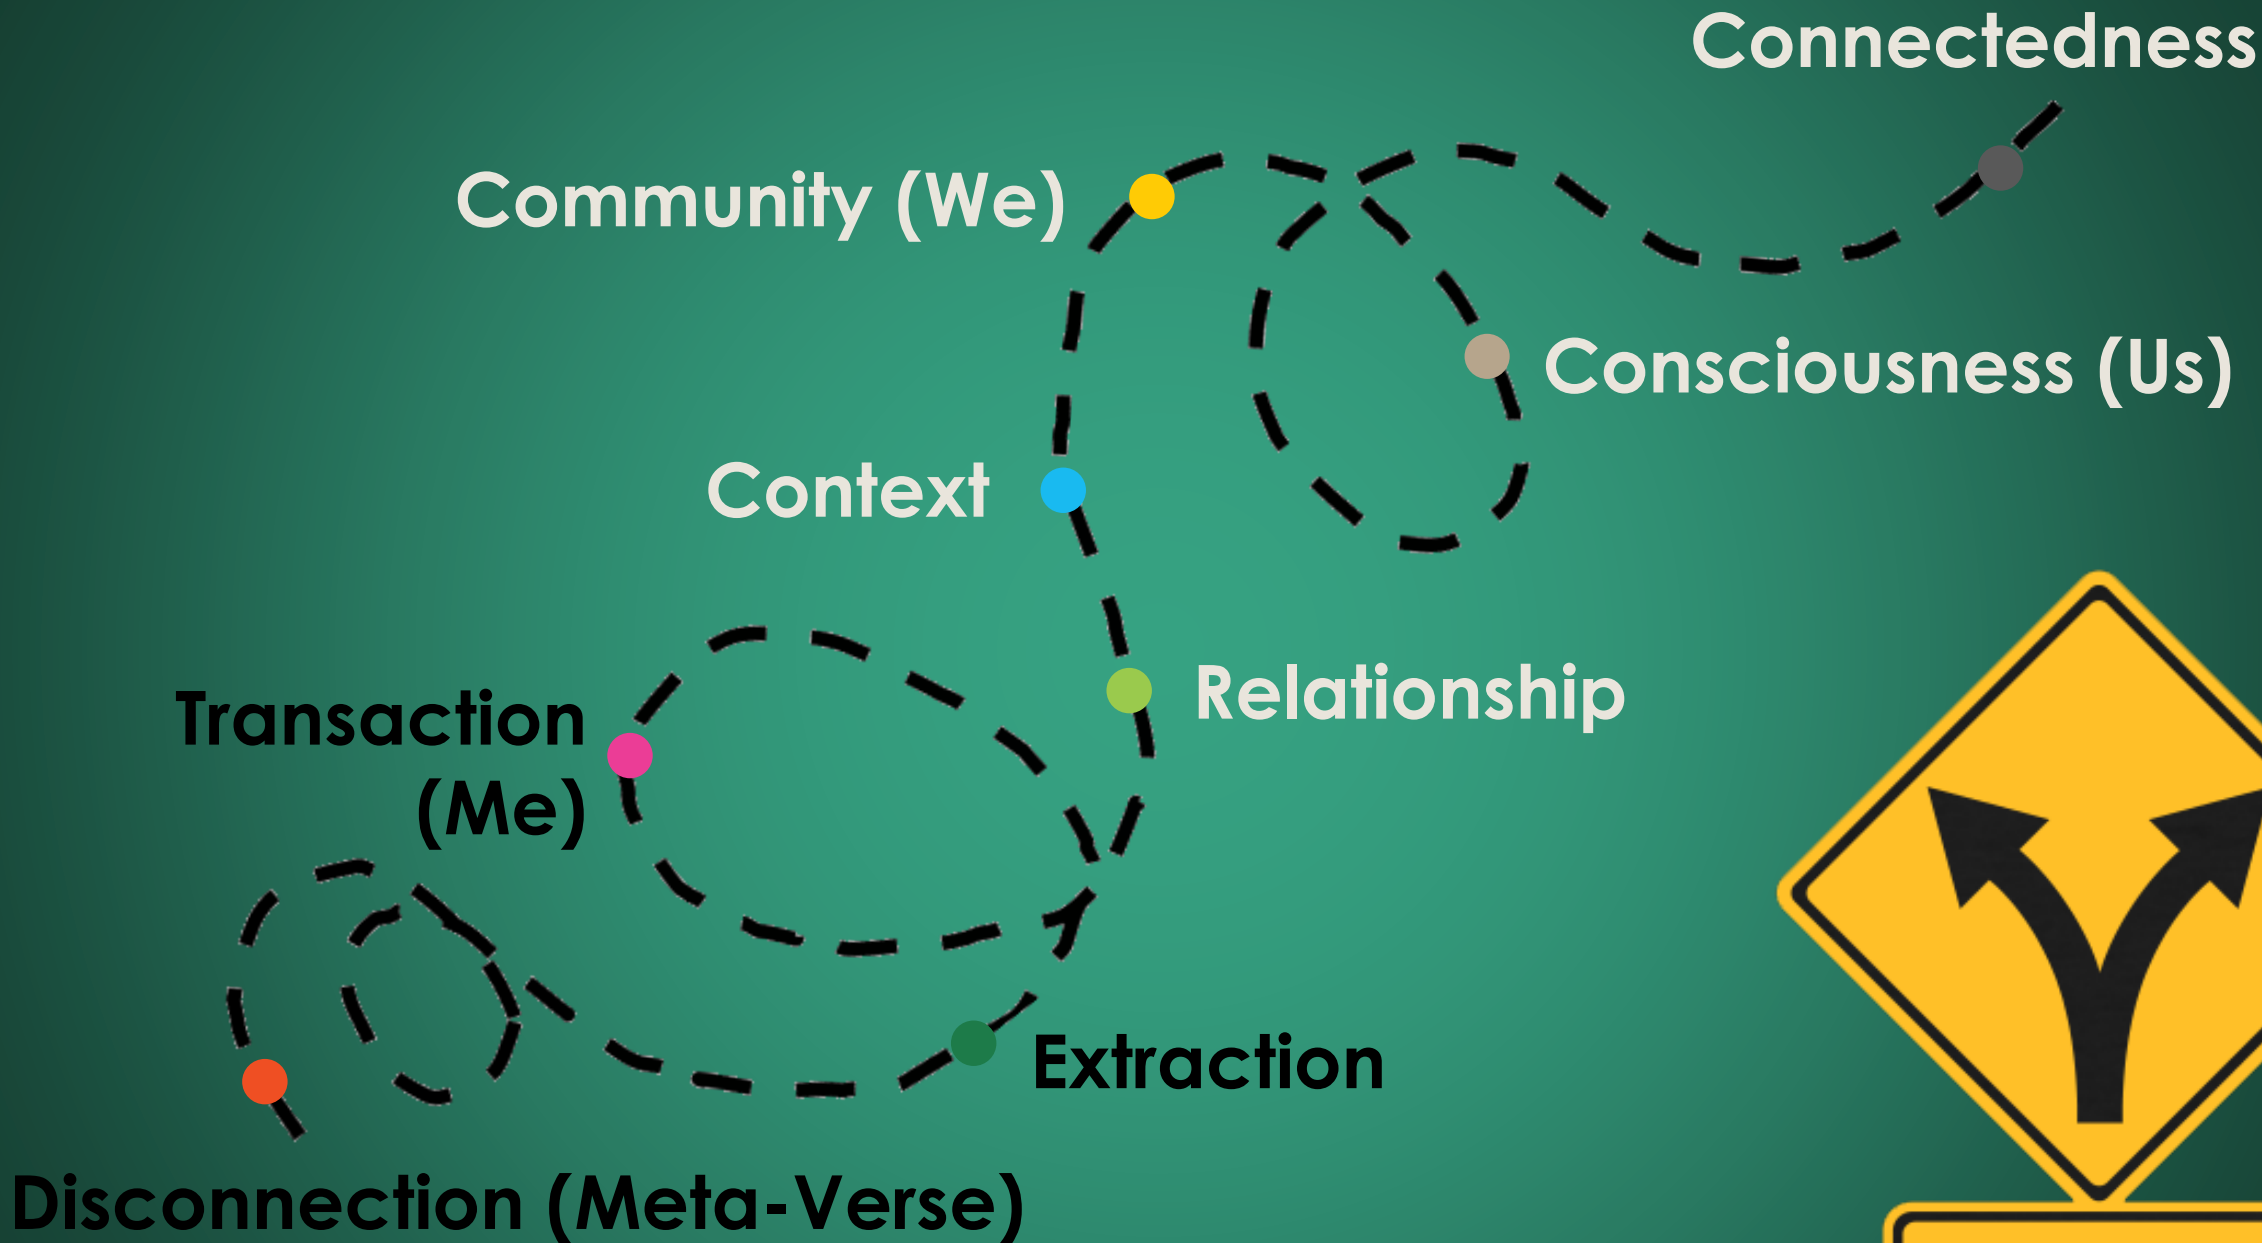 Connectedness
Community (We)
Consciousness (Us)
Context
Relationship
Transaction
(Me)
Extraction
Disconnection (Meta-Verse)